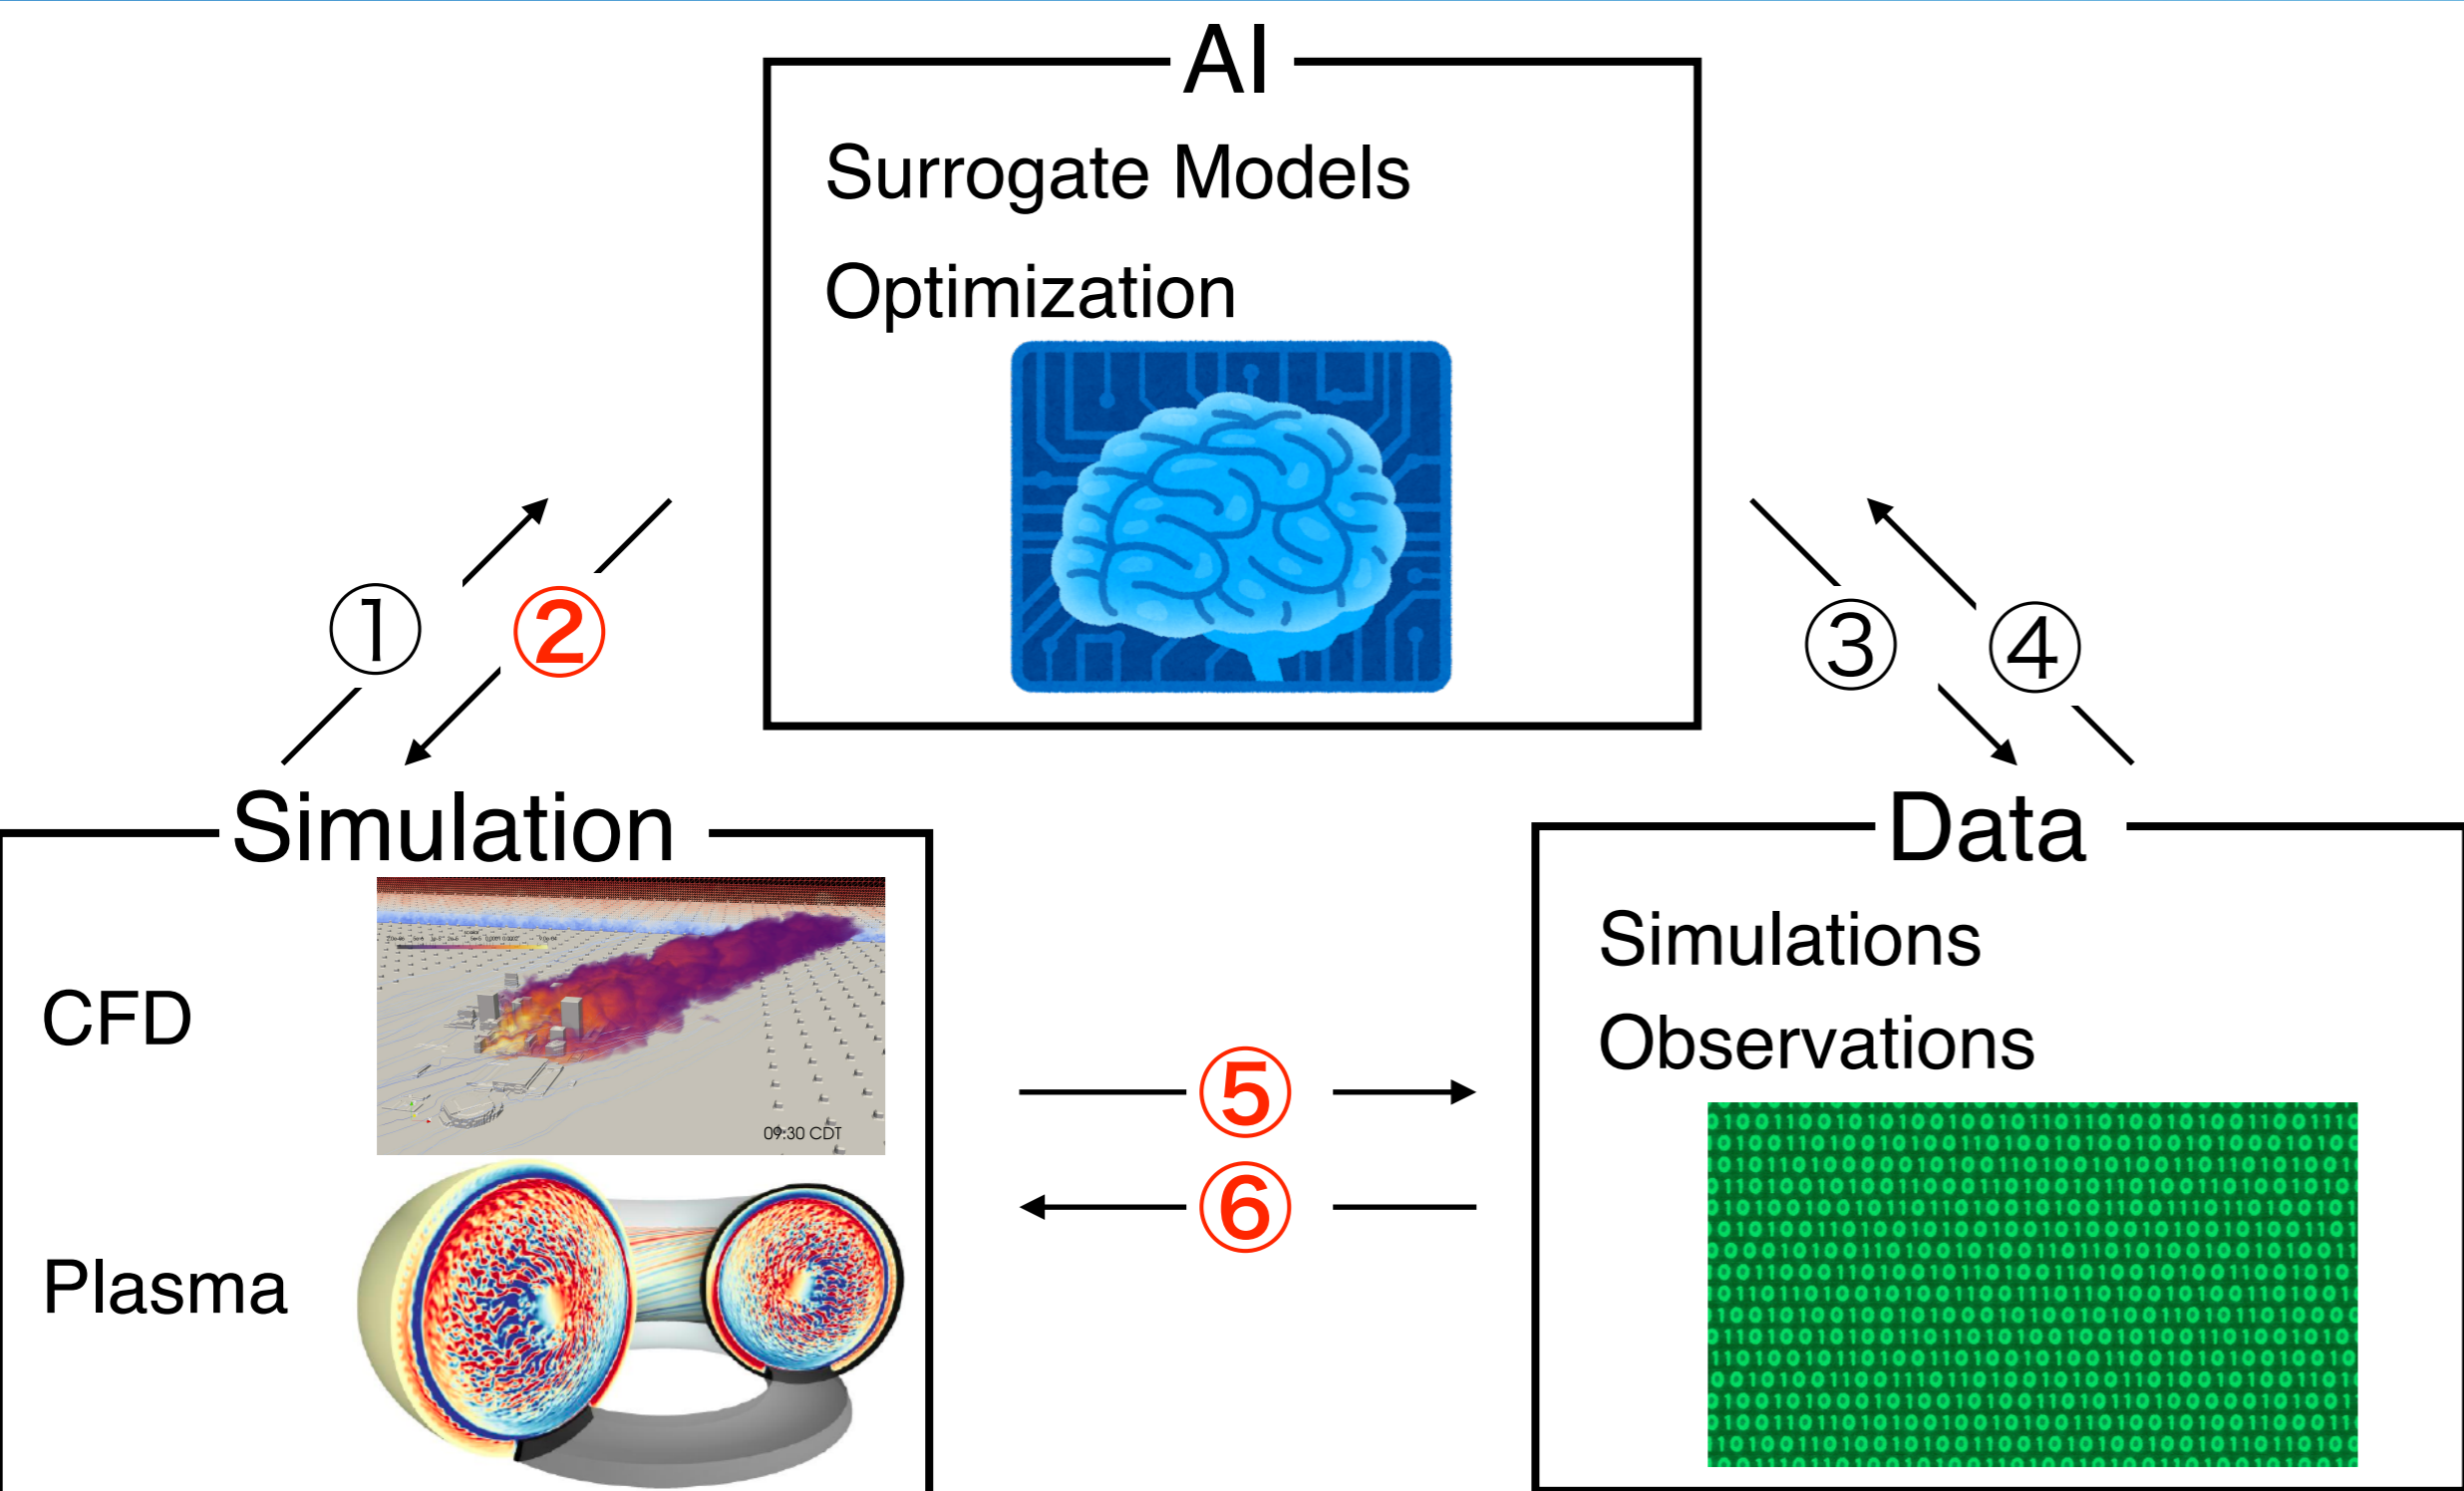 AI
Surrogate Models
Optimization
①
②
③
④
Simulation
CFD
09:30 CDT
Plasma
⑤
⑥
Data
Simulations
Observations